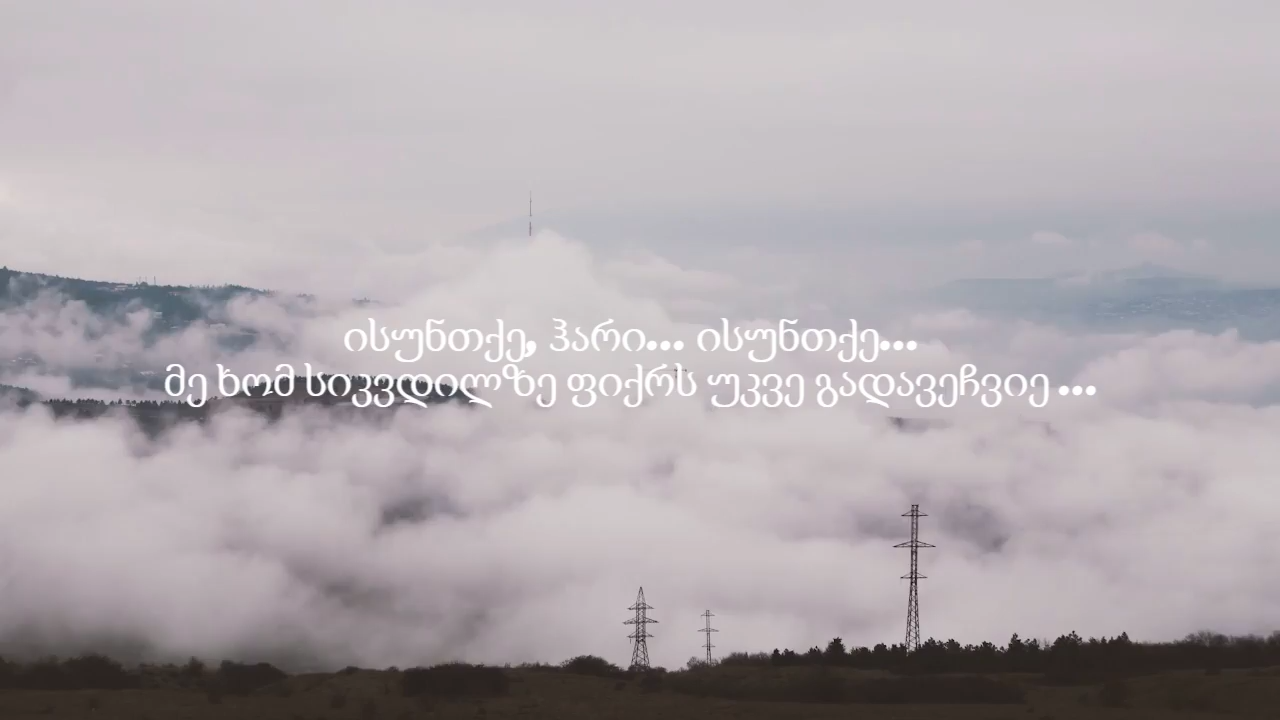 ისუნთქე, ჰარი... ისუნთქე...
მე ხომ სიკვდილზე ფიქრს უკვე გადავეჩვიე ...